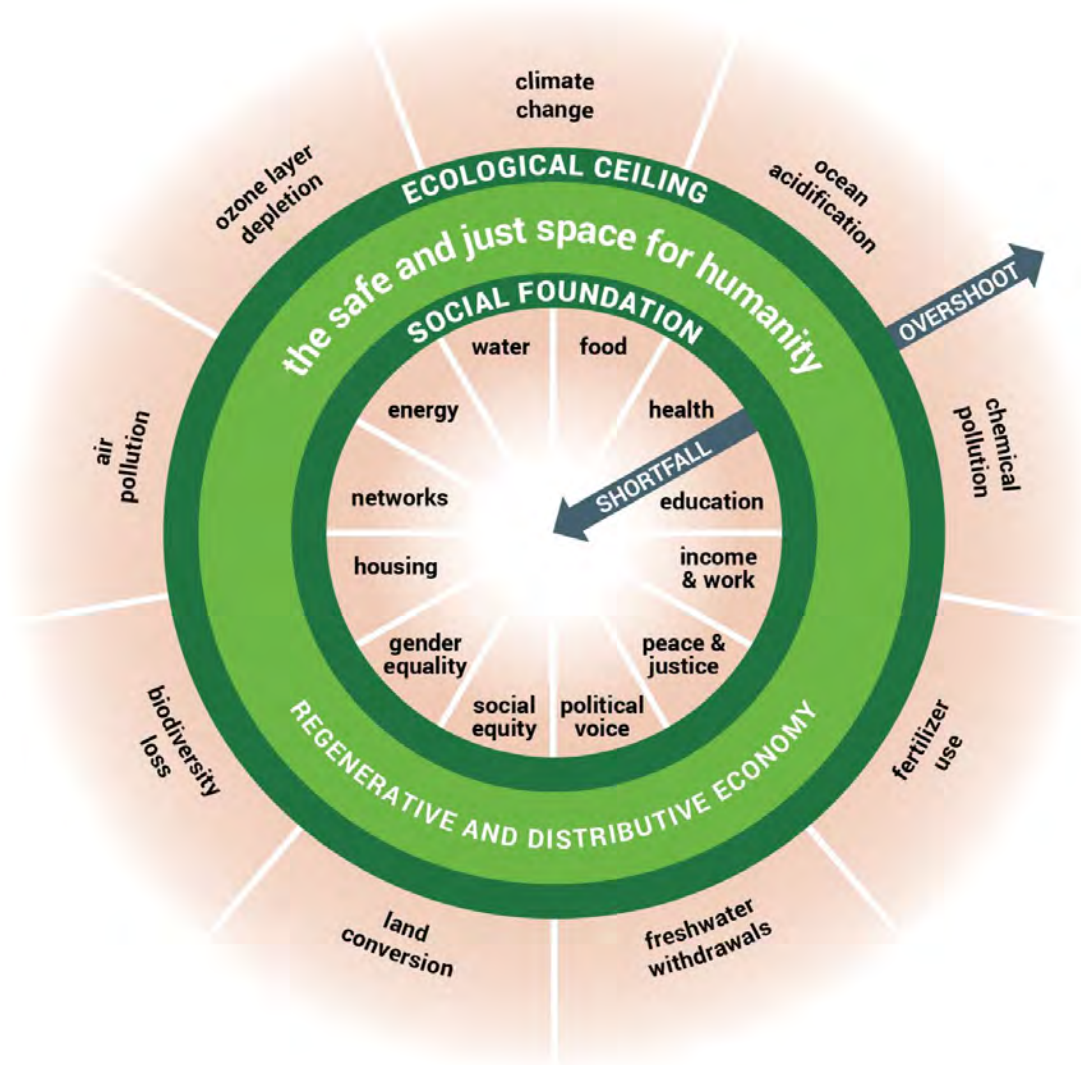 climate
change
ozone layer
depletion
ocean
acidification
ECOLOGICAL CEILING
the safe and just space for humanity
SOCIAL FOUNDATION
OVERSHOOT
water
food
energy
health
SHORTFALL
air
pollution
chemical
pollution
networks
education
housing
income
& work
gender
equality
peace &
justice
social
equity
political
voice
biodiversity
loss
REGENERATIVE AND DISTRIBUTIVE ECONOMY
fertilizer
use
land
conversion
freshwater
withdrawals